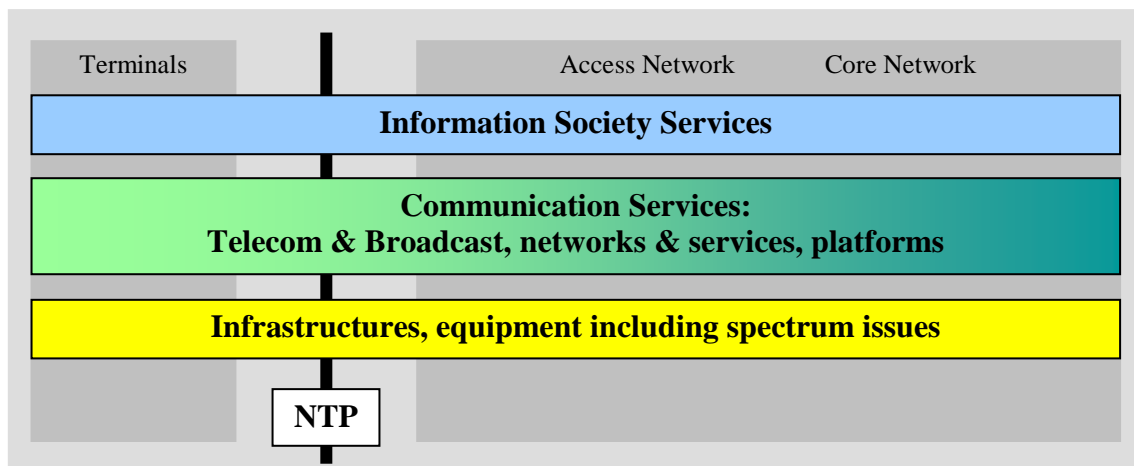 Terminals
Access Network
Core Network
Information Society Services
Communication Services:
Telecom & Broadcast, networks & services, platforms
Infrastructures, equipment including spectrum issues
NTP